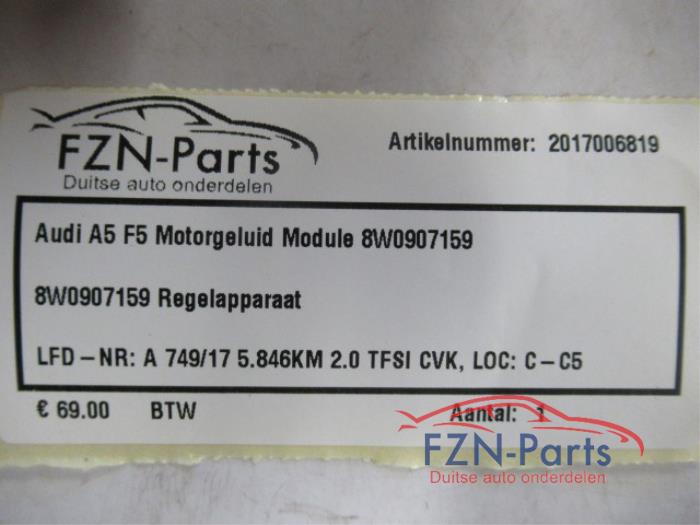 FZN-Parts
Duitse auto onderdelen
Artikelnummer: 2017006819
Audi A5 F5 Motorgeluid Module 8W0907159
8W0907159 Regelapparaat
LFD-NR: A 749/17 5.846KM 2.0 TFSI CVK, LOC: C-C5
€ 69.00 BTW Aantal: 1
FZN-Parts
Duitse auto onderdelen